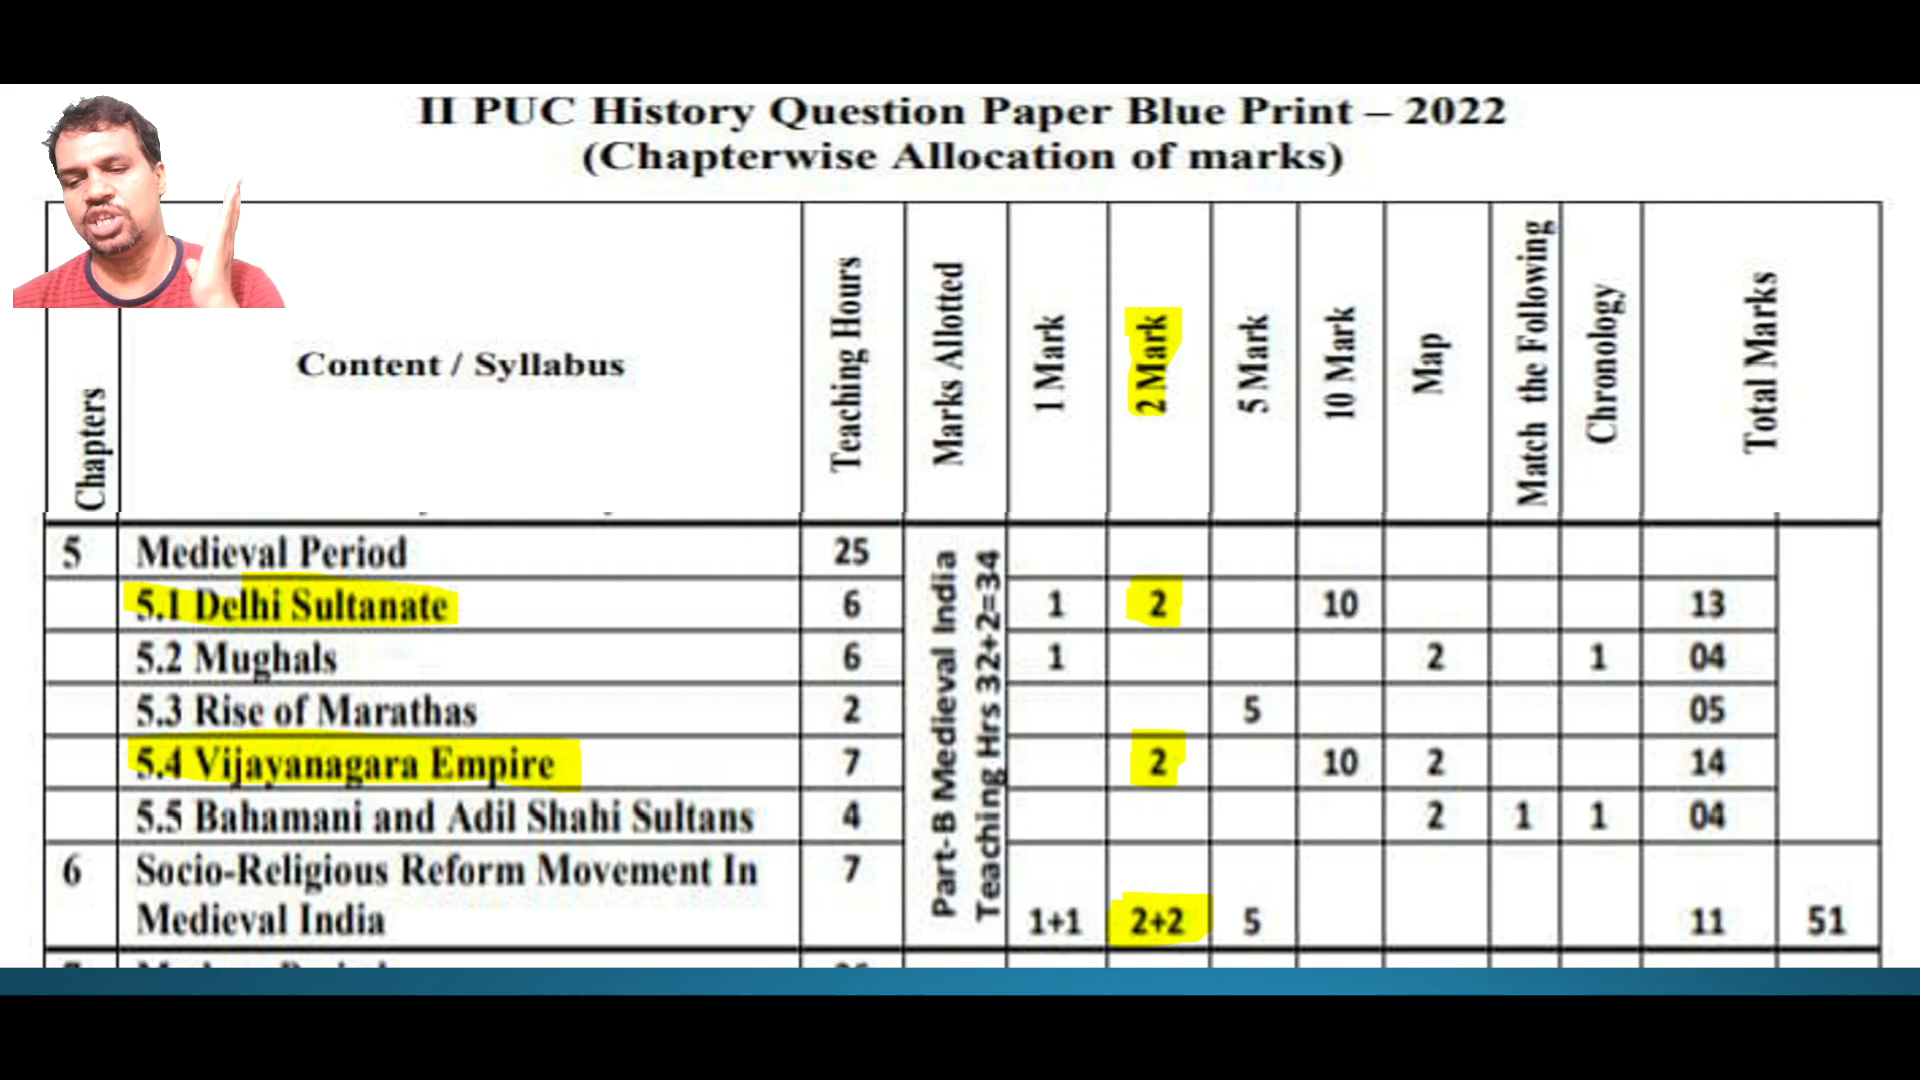 II PUC History Question Paper Blue Print – 2022
(Chapterwise Allocation of marks)
Chapters
Content / Syllabus
Teaching Hours
Marks Allotted
1 Mark
2 Mark
5 Mark
10 Mark
Map
Match the Following
Chronology
Total Marks
5 Medieval Period 25
5.1 Delhi Sultanate 6 1 2 10 13
5.2 Mughals 6 1 2 1 04
5.3 Rise of Marathas 2 5 05
5.4 Vijayanagara Empire 7 2 10 2 14
5.5 Bahamani and Adil Shahi Sultans 4 2 1 1 04
6 Socio-Religious Reform Movement In 7
Medieval India 1+1 2+2 5 11 51
Part-B Medieval India
Teaching Hrs 32+2=34